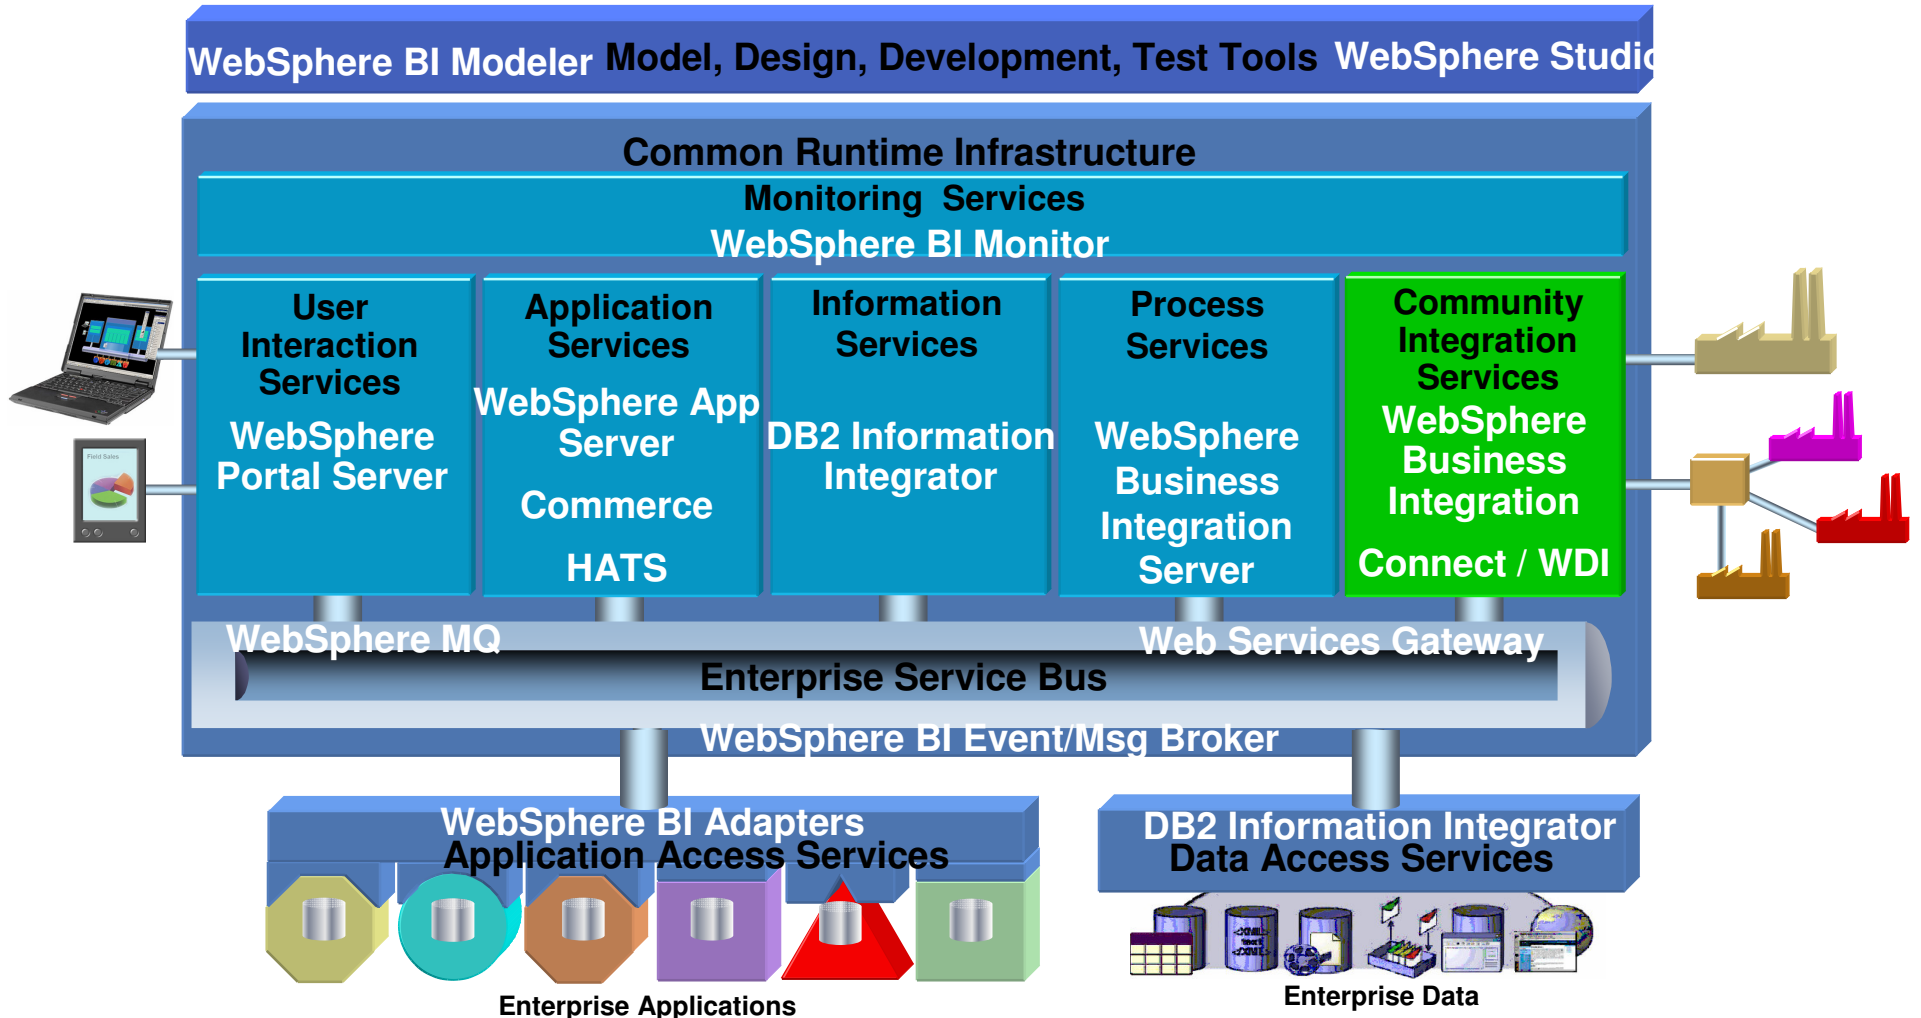 WebSphere BI Modeler Model, Design, Development, Test Tools WebSphere Studio
Common Runtime Infrastructure
Monitoring Services
WebSphere BI Monitor
User
Interaction
Services
WebSphere
Portal Server
Application
Services
WebSphere App
Server
Commerce
HATS
Information
Services
DB2 Information
Integrator
Process
Services
WebSphere
Business
Integration
Server
Community
Integration
Services
WebSphere
Business
Integration
Connect / WDI
Field Sales
WebSphere MQ
Web Services Gateway
Enterprise Service Bus
WebSphere BI Event/Msg Broker
WebSphere BI Adapters
Application Access Services
DB2 Information Integrator
Data Access Services
<XML>
Enterprise Applications
Enterprise Data